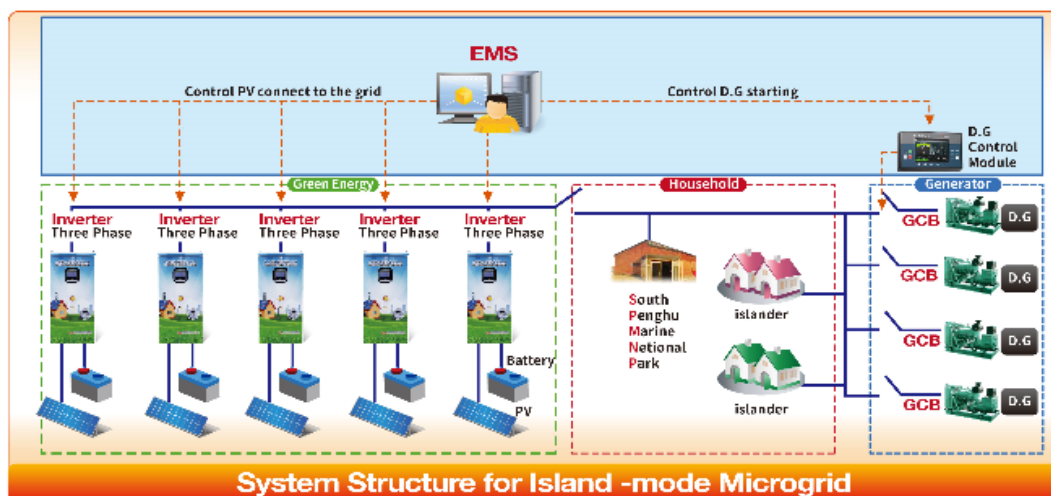 EMS
Control PV connect to the grid
Control D.G starting
D.G
Control
Module
Green Energy
Household
Generator
Inverter
Three Phase
Inverter
Three Phase
Inverter
Three Phase
Inverter
Three Phase
Inverter
Three Phase
GCB
D.G
GCB
D.G
GCB
D.G
GCB
D.G
South
Penghu
Marine
Netional
Park
islander
islander
Battery
PV
System Structure for Island -mode Microgrid